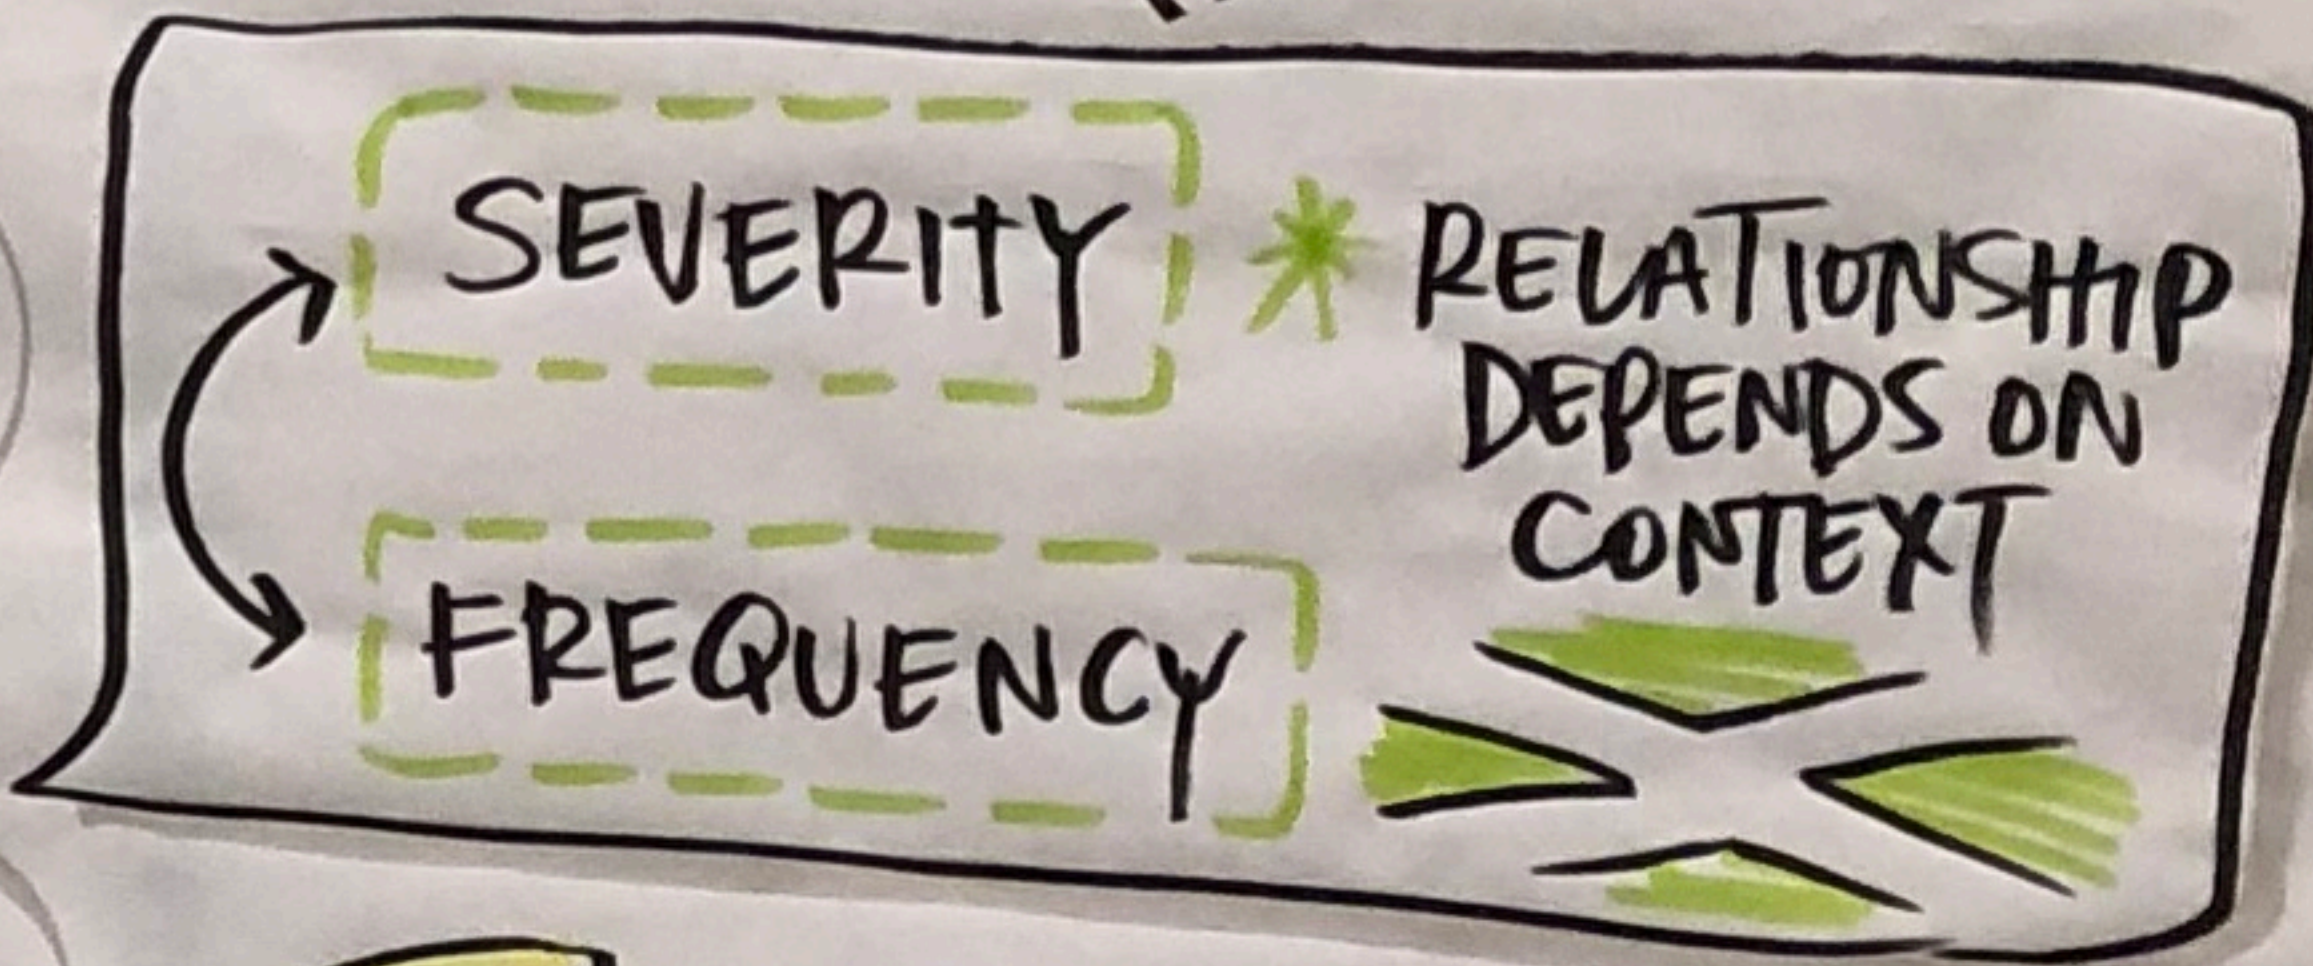 SEVERITY
FREQUENCY
* RELATIONSHIP
DEPENDS ON
CONTEXT